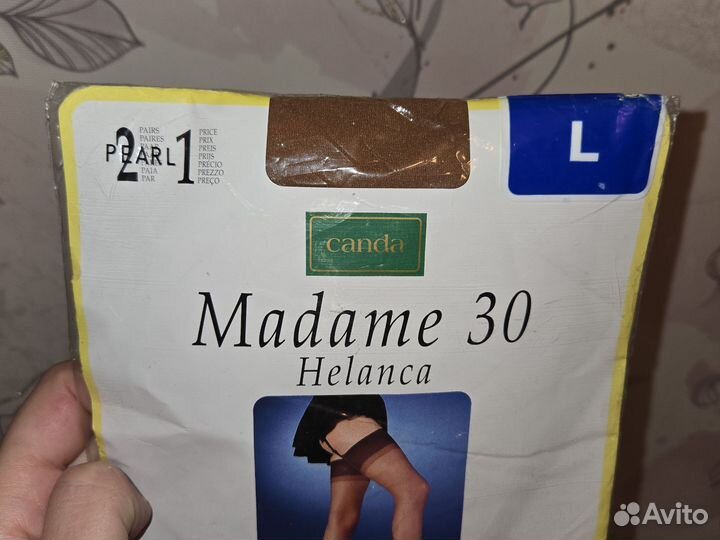 2 PAIRS 1 PRICE
PAIRES PRIX
PAAR PREIS
PEARL
PRIJS
PRECIO
PAIA PREZZO
PAR PREÇO
L
canda
Madame 30
Helanca
Avito